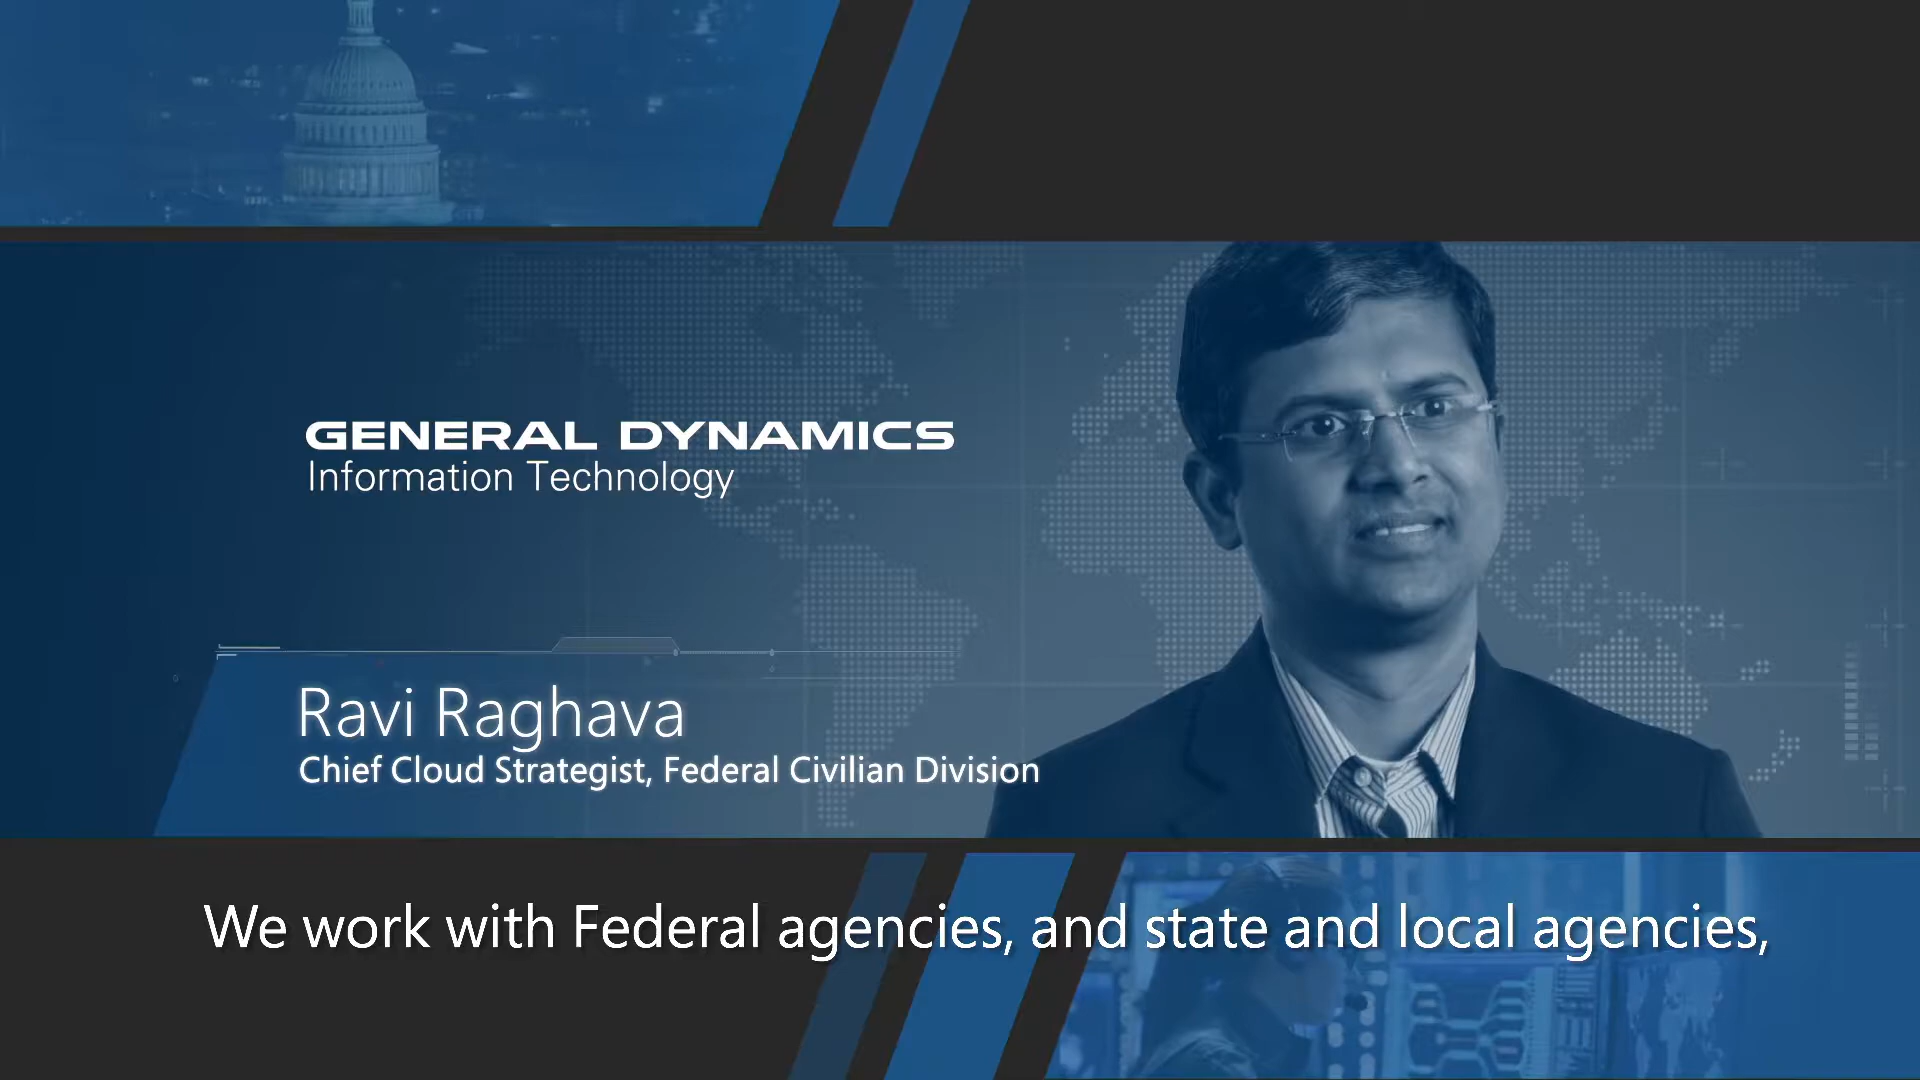 GENERAL DYNAMICS
Information Technology
Ravi Raghava
Chief Cloud Strategist, Federal Civilian Division
We work with Federal agencies, and state and local agencies,